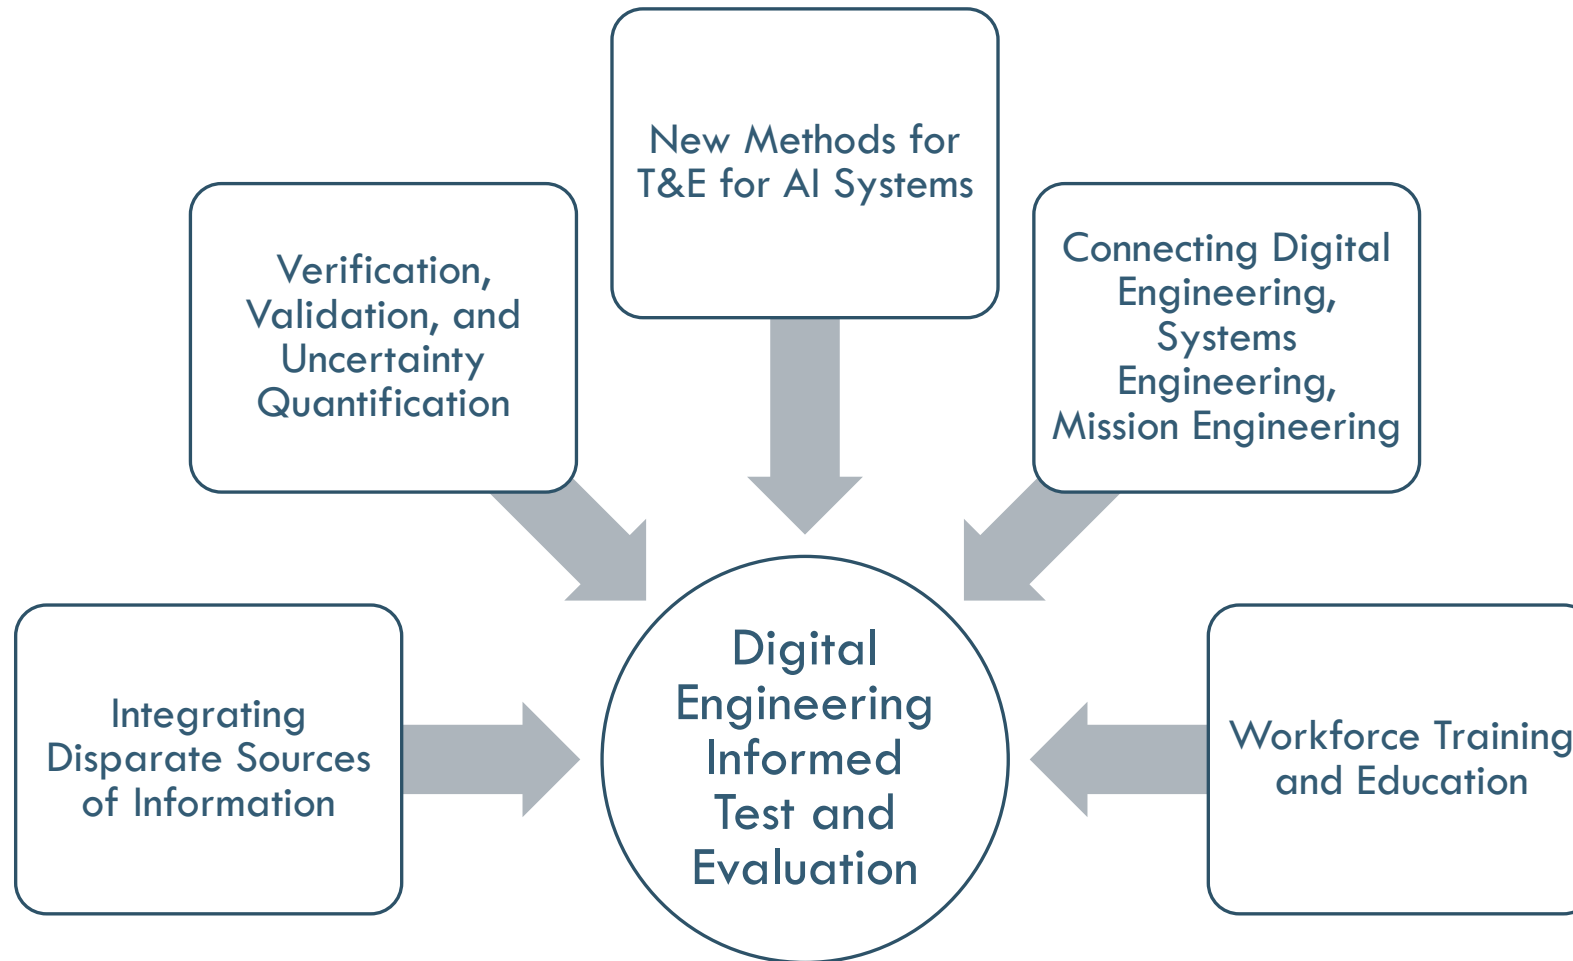 New Methods for
T&E for AI Systems
Verification,
Validation, and
Uncertainty
Quantification
Connecting Digital
Engineering,
Systems
Engineering,
Mission Engineering
Integrating
Disparate Sources
of Information
Digital
Engineering
Informed
Test and
Evaluation
Workforce Training
and Education